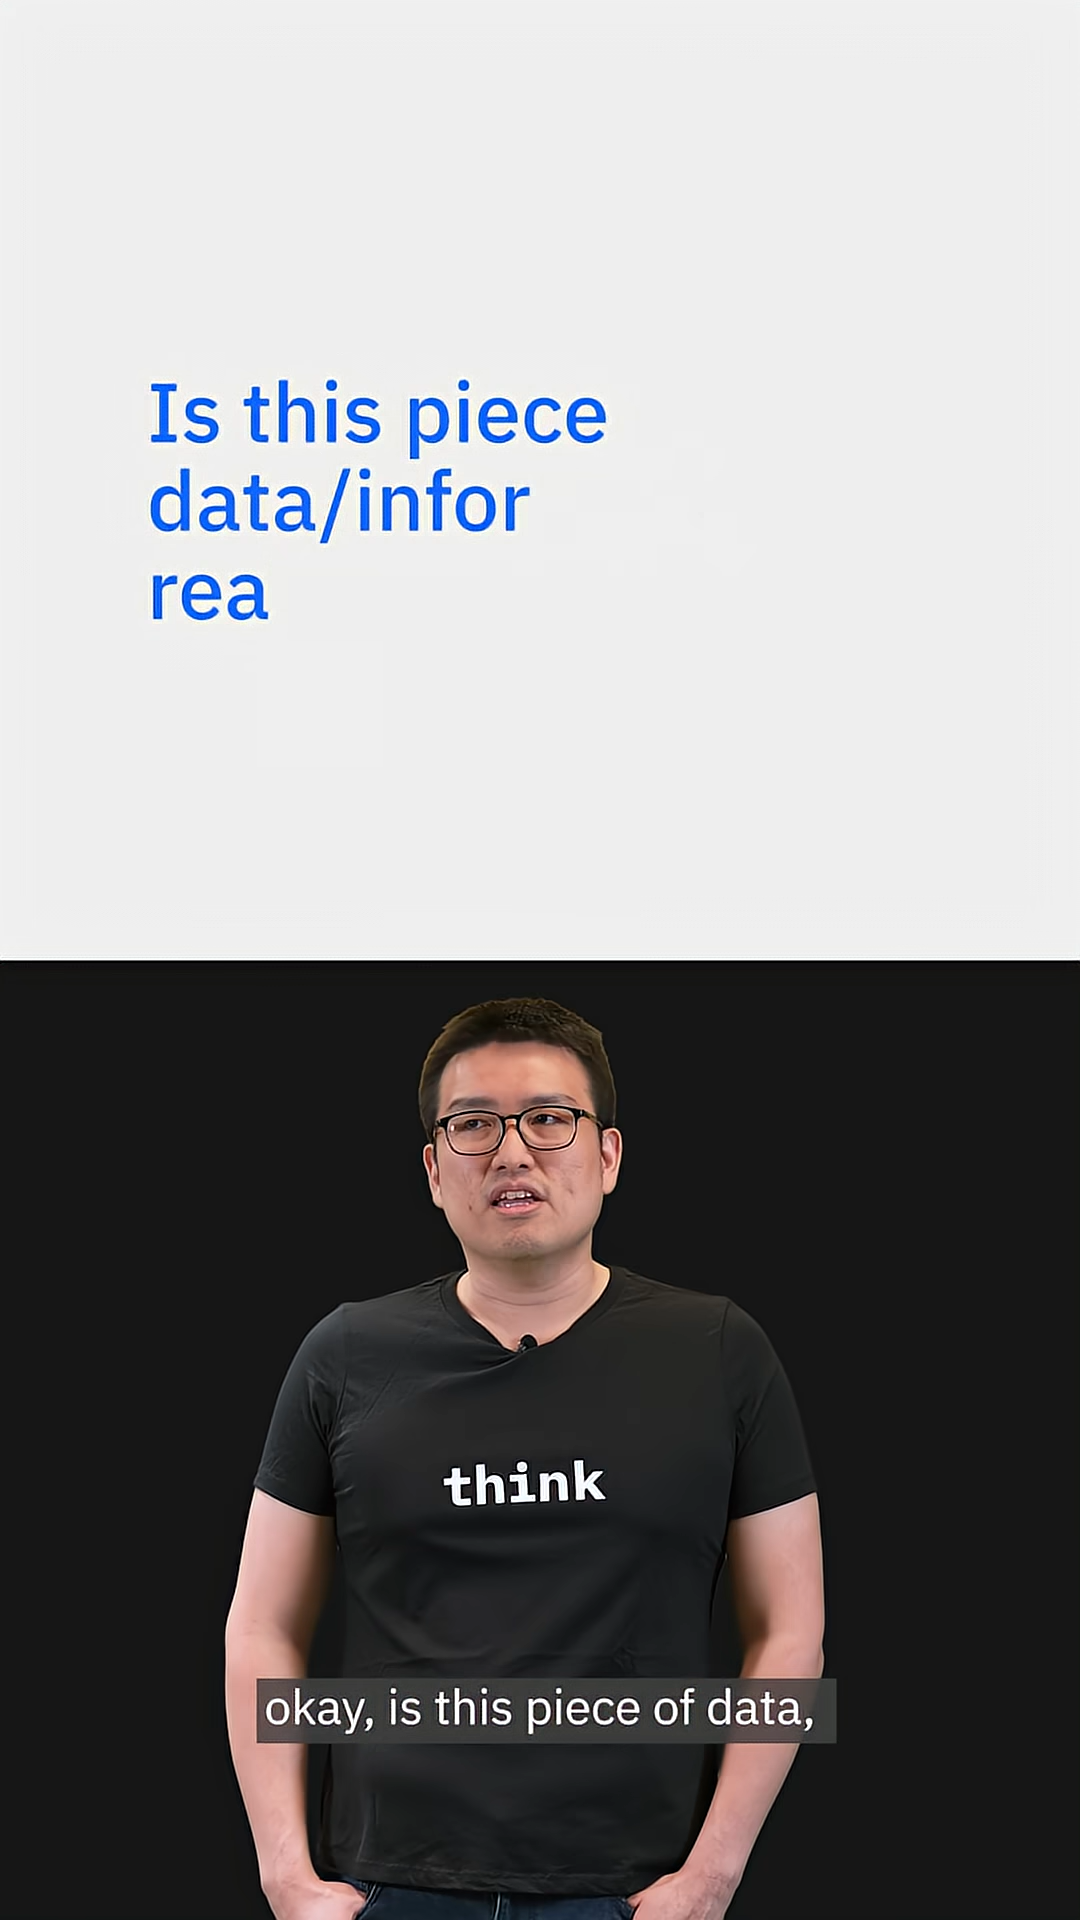 Is this piece
data/infor
rea
think
okay, is this piece of data,